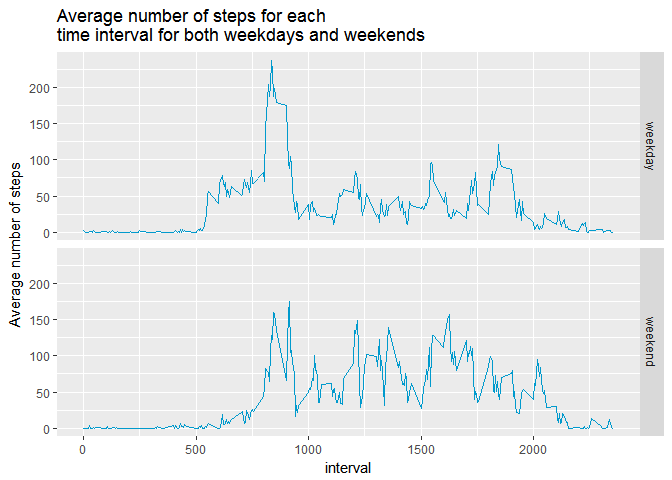 Average number of steps for each
time interval for both weekdays and weekends
Average number of steps
200
150
100
50
0
weekday
200
150
100
50
0
weekend
0
500
1000
1500
2000
interval